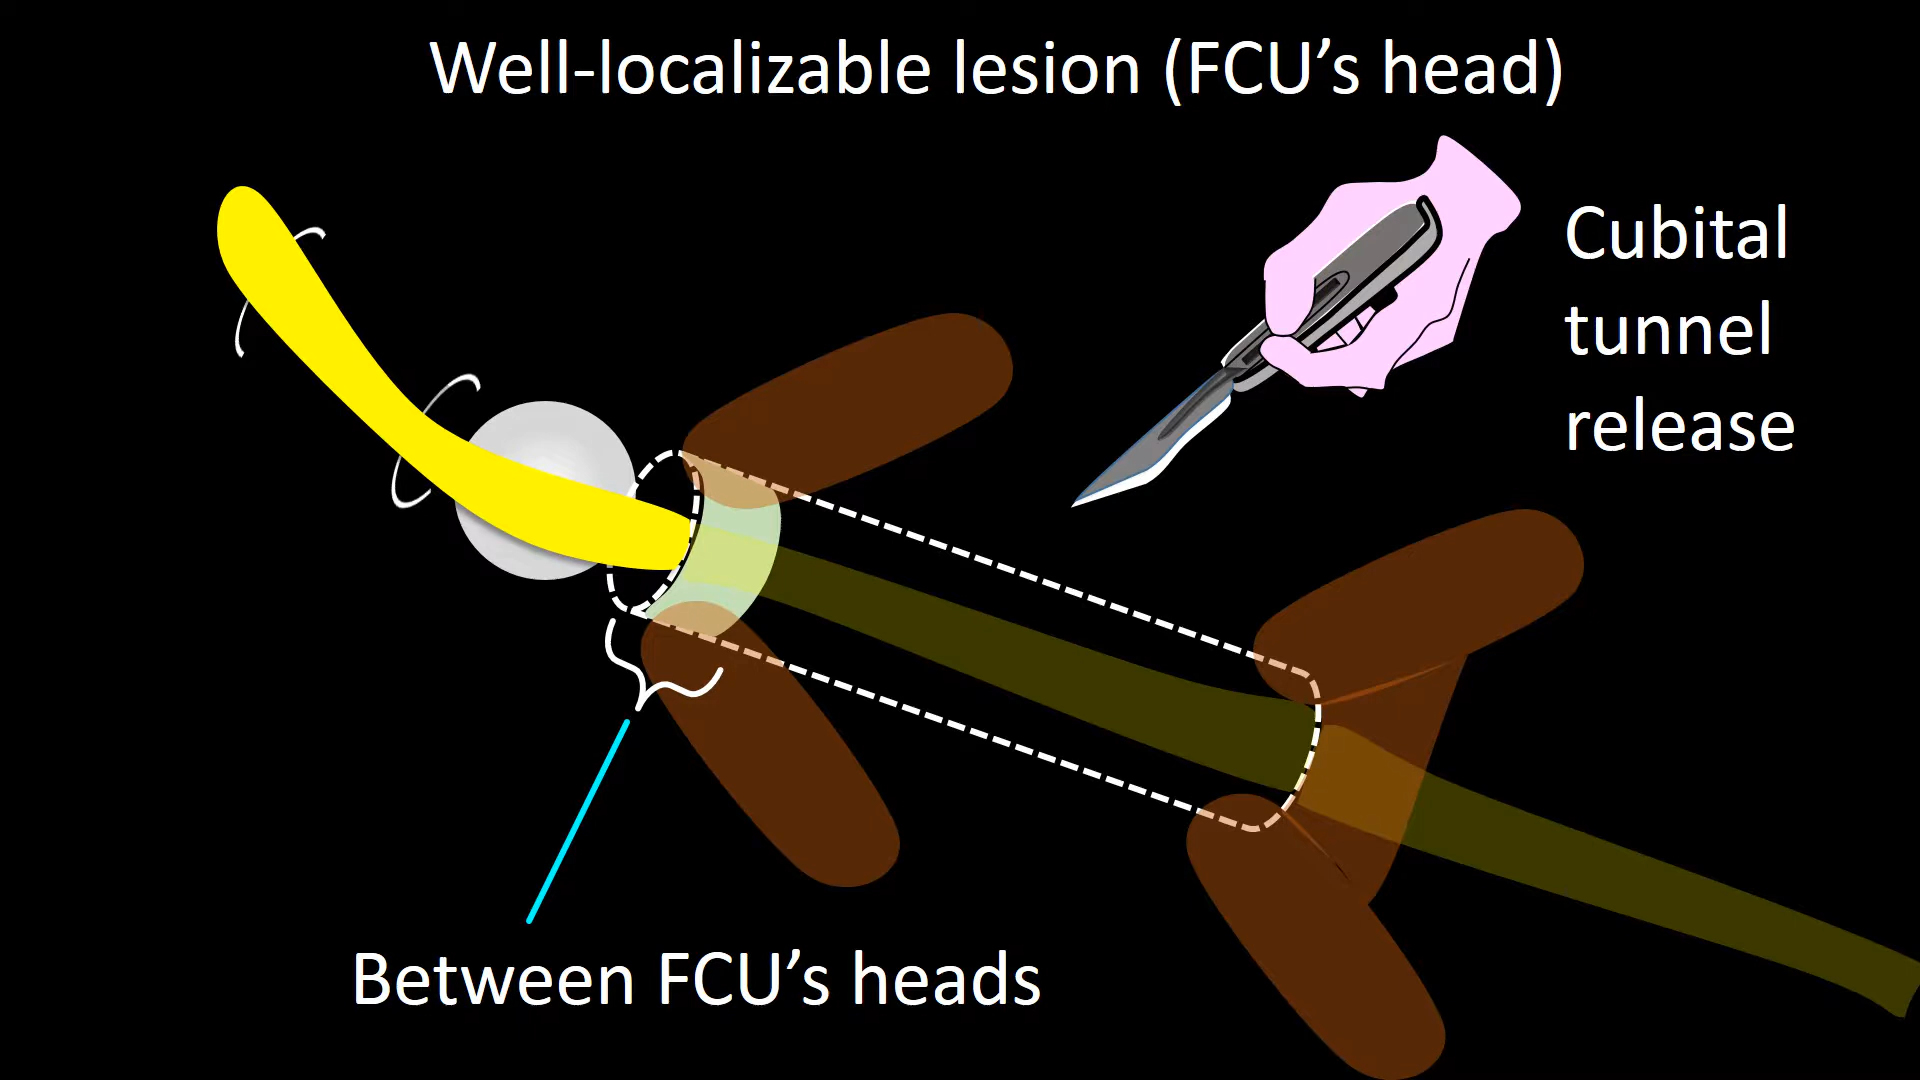 Well-localizable lesion (FCU’s head)
Cubital
tunnel
release
Between FCU’s heads